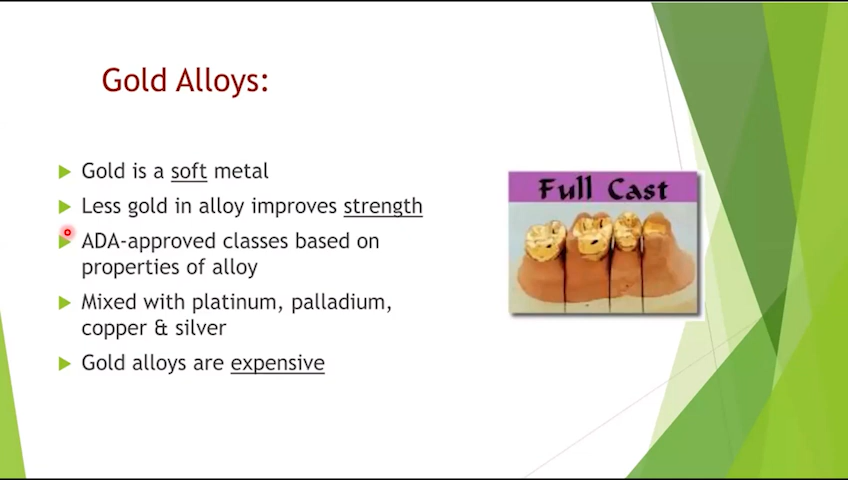 Gold Alloys:
Gold is a soft metal
Less gold in alloy improves strength
ADA-approved classes based on
properties of alloy
Mixed with platinum, palladium,
copper & silver
Gold alloys are expensive
Full Cast